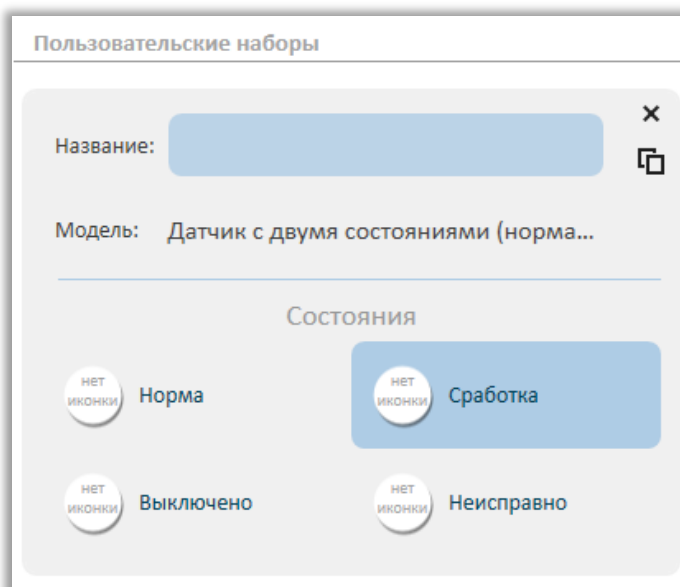 Пользовательские наборы
Название:
Модель: Датчик с двумя состояниями (норма...
Состояния
нет
иконки
Норма
нет
иконки
Сработка
нет
иконки
Выключено
нет
иконки
Неисправно